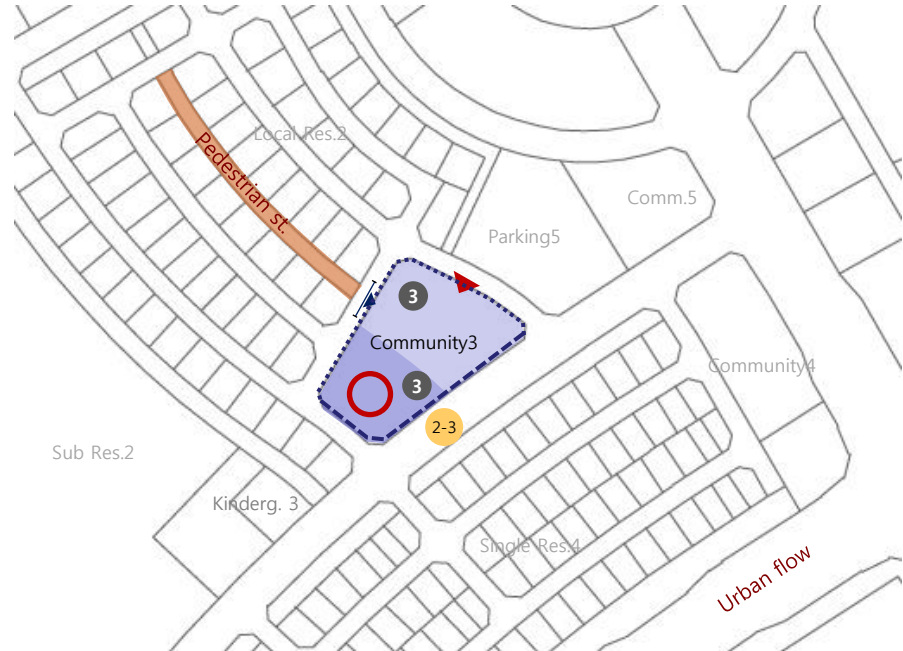 Local Res.2
Pedestrian st.
Comm.5
Parking5
3
Community3
Community4
3
2-3
Sub Res.2
Kinderg. 3
Single Res.4
Urban flow